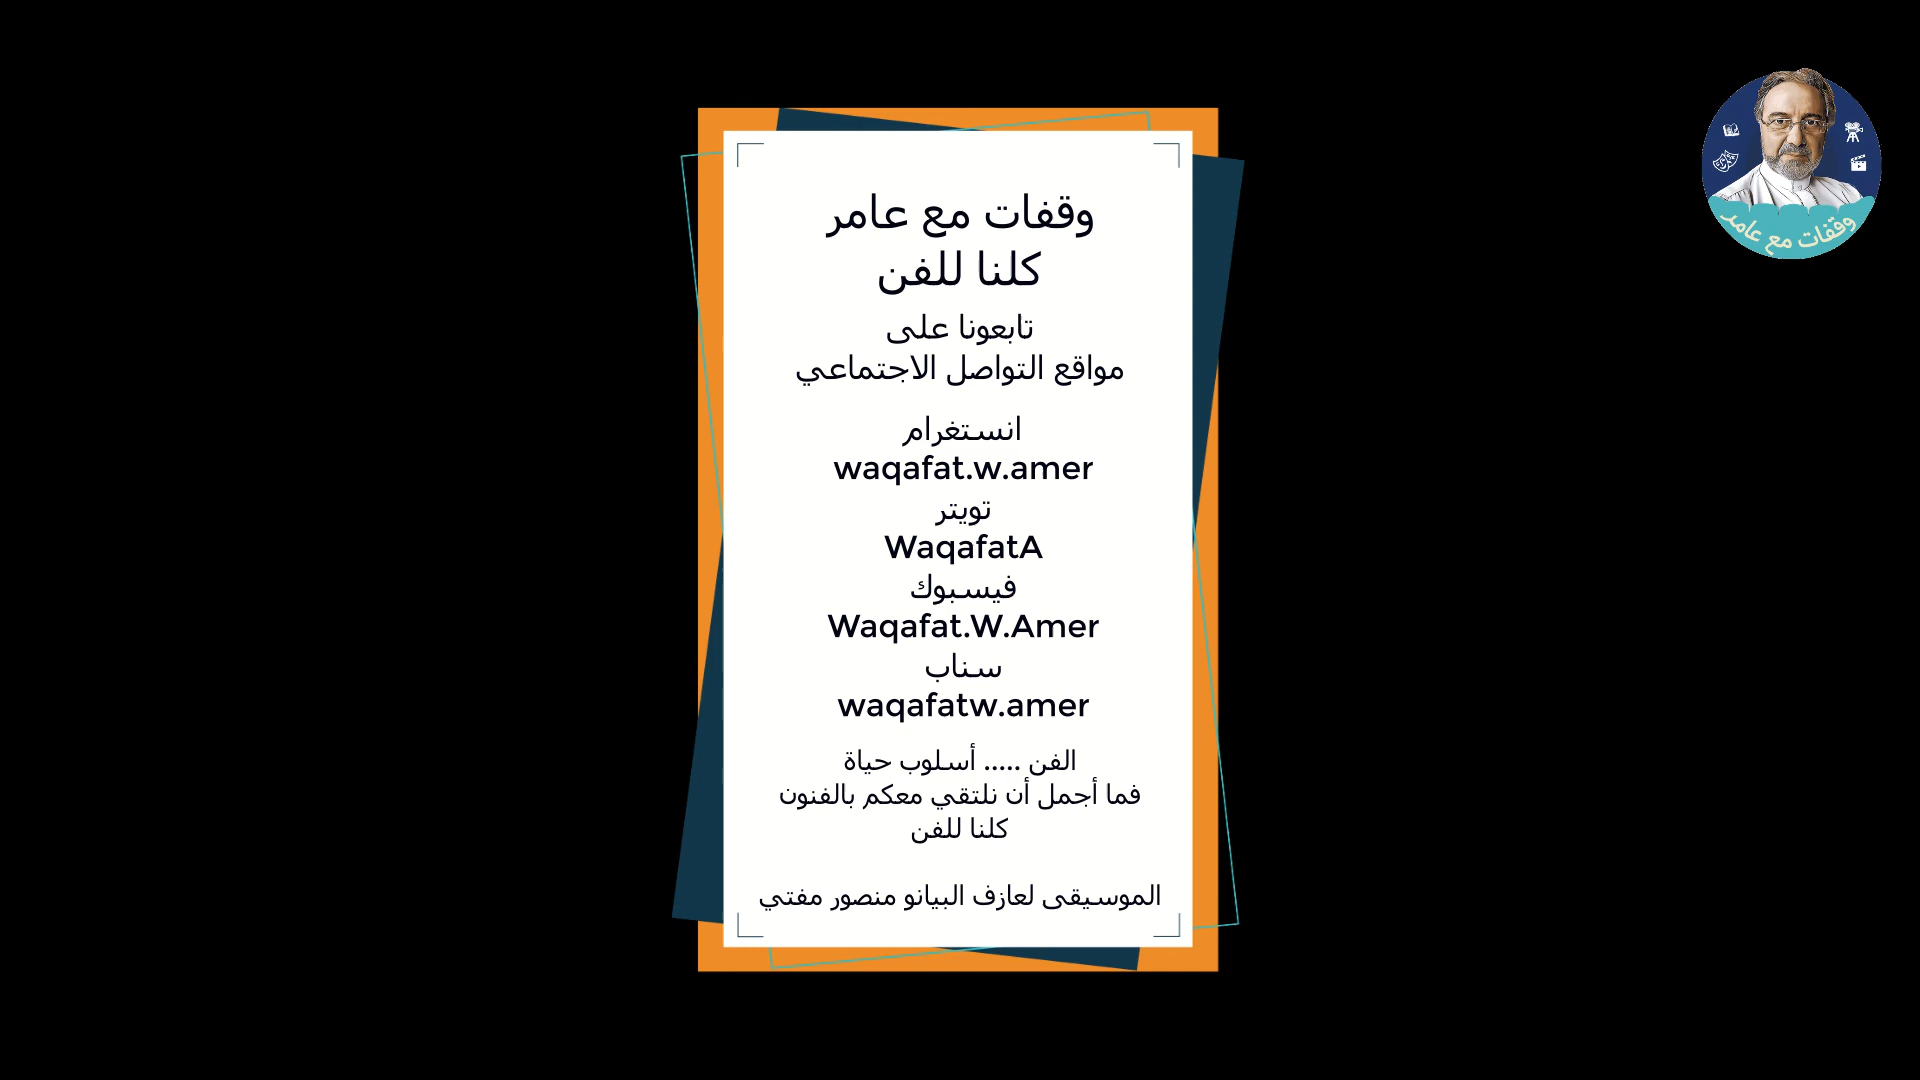 وقفات مع عامر
كلنا للفن
تابعونا على
مواقع التواصل الاجتماعي
انستغرام
waqafat.w.amer
تويتر
WaqafatA
فيسبوك
Waqafat.W.Amer
سناب
waqafatw.amer
الفن ..... أسلوب حياة
فما أجمل أن نلتقي معكم بالفنون
كلنا للفن
الموسيقى لعازف البيانو منصور مفتي
وقفات مع عامر